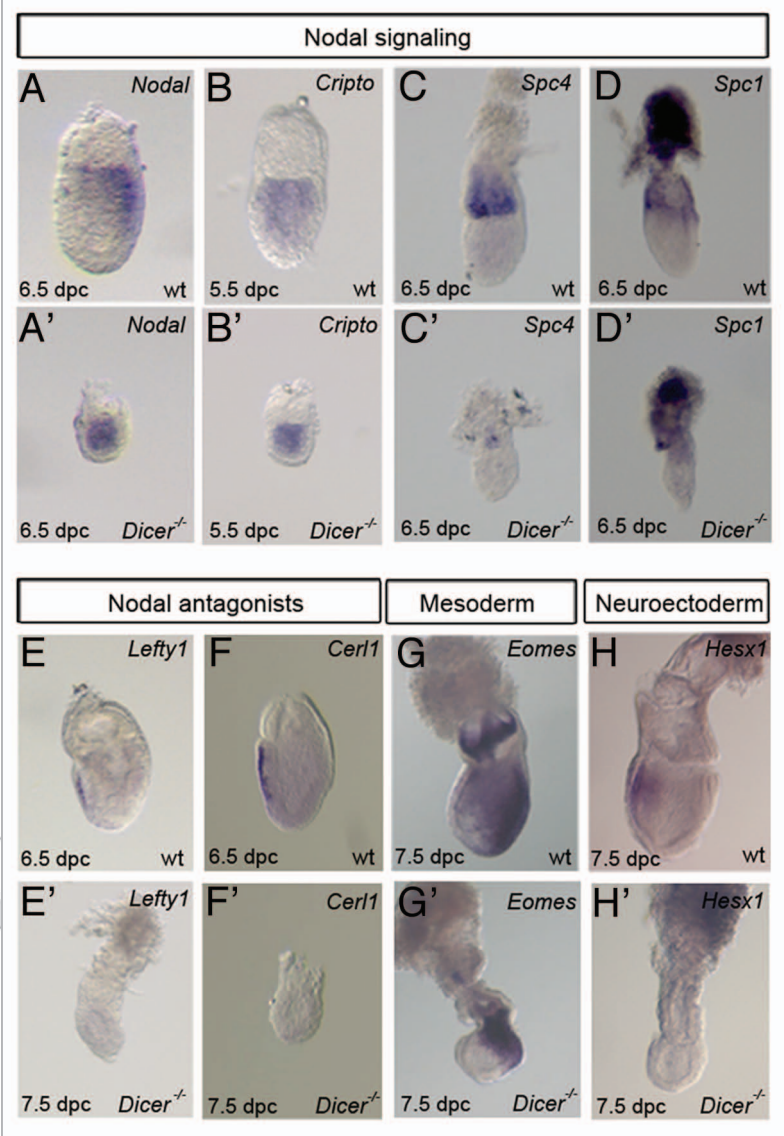 Nodal signaling
A Nodal
6.5 dpc wt
B Cripto
5.5 dpc wt
C Spc4
6.5 dpc wt
D Spc1
6.5 dpc wt
A' Nodal
6.5 dpc Dicer-/-
B' Cripto
5.5 dpc Dicer-/-
C' Spc4
6.5 dpc Dicer-/-
D' Spc1
6.5 dpc Dicer-/-
Nodal antagonists
Mesoderm
Neuroectoderm
E Lefty1
6.5 dpc wt
F Cerl1
6.5 dpc wt
G Eomes
7.5 dpc wt
H Hesx1
7.5 dpc wt
E' Lefty1
7.5 dpc Dicer-/-
F' Cerl1
7.5 dpc Dicer-/-
G' Eomes
7.5 dpc Dicer-/-
H' Hesx1
7.5 dpc Dicer-/-